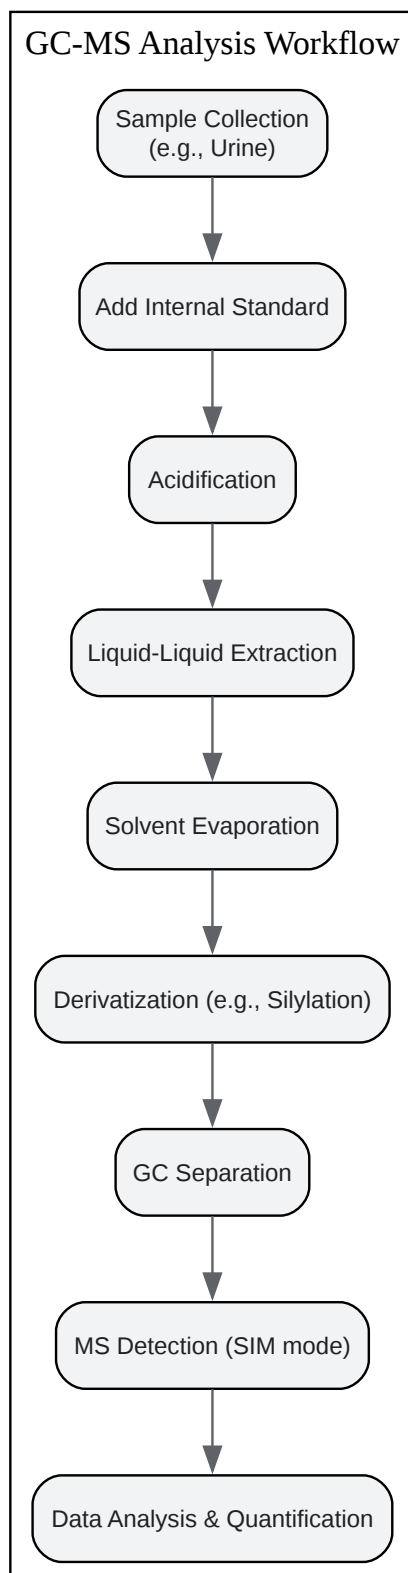 GC-MS Analysis Workflow
Sample Collection
(e.g., Urine)
Add Internal Standard
Acidification
Liquid-Liquid Extraction
Solvent Evaporation
Derivatization (e.g., Silylation)
GC Separation
MS Detection (SIM mode)
Data Analysis & Quantification